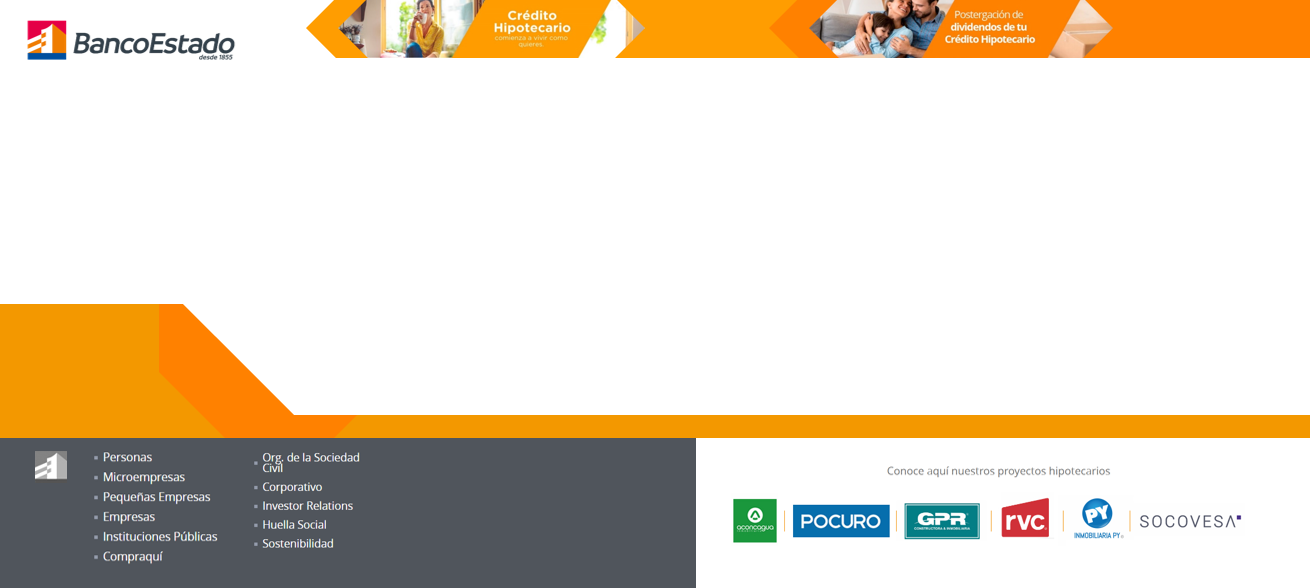 BancoEstado
desde 1855
Crédito
Hipotecario
comienza a vivir como
quieres
Postergación de
dividendos de tu
Crédito Hipotecario
Personas
Microempresas
Pequeñas Empresas
Empresas
Instituciones Públicas
Compraquí
Org. de la Sociedad
Civil
Corporativo
Investor Relations
Huella Social
Sostenibilidad
Conoce aquí nuestros proyectos hipotecarios
aconcagua
POCURO
GPR
CONSTRUCTORA & INMOBILIARIA
rvc
PY
INMOBILIARIA PY
SOCOVESA